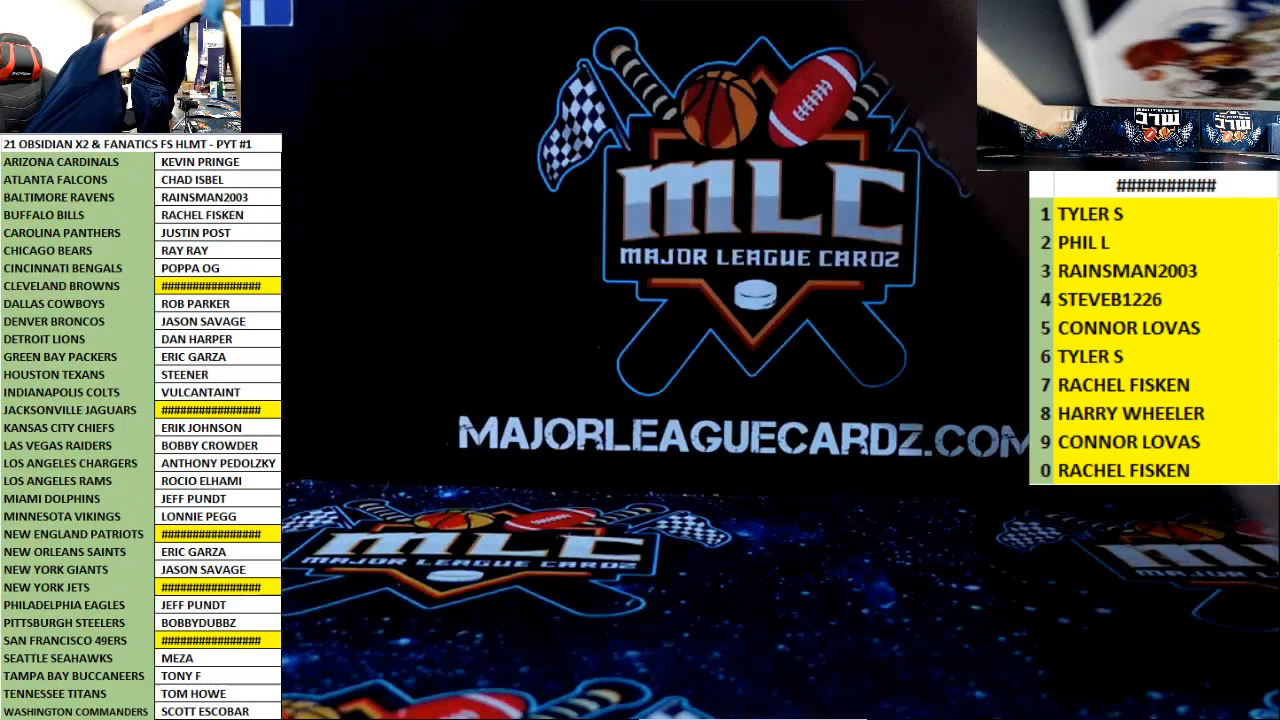 21 OBSIDIAN X2 & FANATICS FS HLMT - PYT #1
ARIZONA CARDINALS KEVIN PRINGE
ATLANTA FALCONS CHAD ISBEL
BALTIMORE RAVENS RAINSMAN2003
BUFFALO BILLS RACHEL FISKEN
CAROLINA PANTHERS JUSTIN POST
CHICAGO BEARS RAY RAY
CINCINNATI BENGALS POPPA OG
CLEVELAND BROWNS ################
DALLAS COWBOYS ROB PARKER
DENVER BRONCOS JASON SAVAGE
DETROIT LIONS DAN HARPER
GREEN BAY PACKERS ERIC GARZA
HOUSTON TEXANS STEENER
INDIANAPOLIS COLTS VULCANTAINT
JACKSONVILLE JAGUARS ################
KANSAS CITY CHIEFS ERIK JOHNSON
LAS VEGAS RAIDERS BOBBY CROWDER
LOS ANGELES CHARGERS ANTHONY PEDOLZKY
LOS ANGELES RAMS ROCIO ELHAMI
MIAMI DOLPHINS JEFF PUNDT
MINNESOTA VIKINGS LONNIE PEGG
NEW ENGLAND PATRIOTS ################
NEW ORLEANS SAINTS ERIC GARZA
NEW YORK GIANTS JASON SAVAGE
NEW YORK JETS ################
PHILADELPHIA EAGLES JEFF PUNDT
PITTSBURGH STEELERS BOBBYDUBBZ
SAN FRANCISCO 49ERS ################
SEATTLE SEAHAWKS MEZA
TAMPA BAY BUCCANEERS TONY F
TENNESSEE TITANS TOM HOWE
WASHINGTON COMMANDERS SCOTT ESCOBAR
MLC
MAJOR LEAGUE CARDZ
MAJORLEAGUECARDZ.COM
MLC
MAJOR LEAGUE CARDZ
MLC
MLC
##########
1 TYLER S
2 PHIL L
3 RAINSMAN2003
4 STEVEB1226
5 CONNOR LOVAS
6 TYLER S
7 RACHEL FISKEN
8 HARRY WHEELER
9 CONNOR LOVAS
0 RACHEL FISKEN